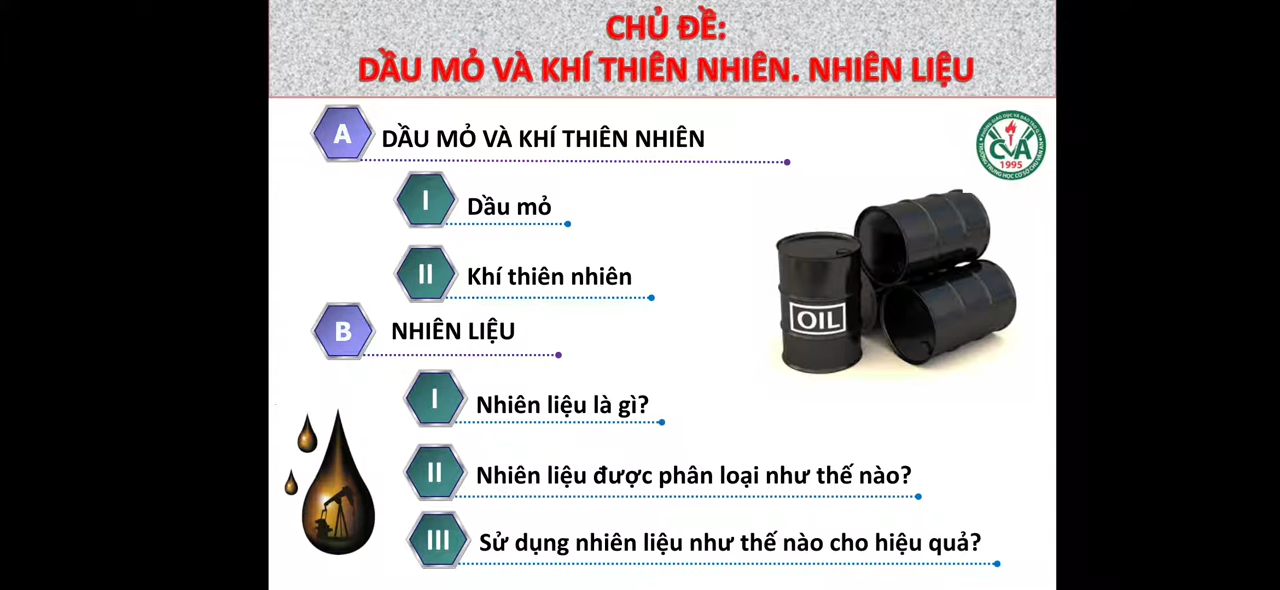 CHỦ ĐỀ:
DẦU MỎ VÀ KHÍ THIÊN NHIÊN. NHIÊN LIỆU
A DẦU MỎ VÀ KHÍ THIÊN NHIÊN
I Dầu mỏ
II Khí thiên nhiên
B NHIÊN LIỆU
I Nhiên liệu là gì?
II Nhiên liệu được phân loại như thế nào?
III Sử dụng nhiên liệu như thế nào cho hiệu quả?
CVA
1995
OIL